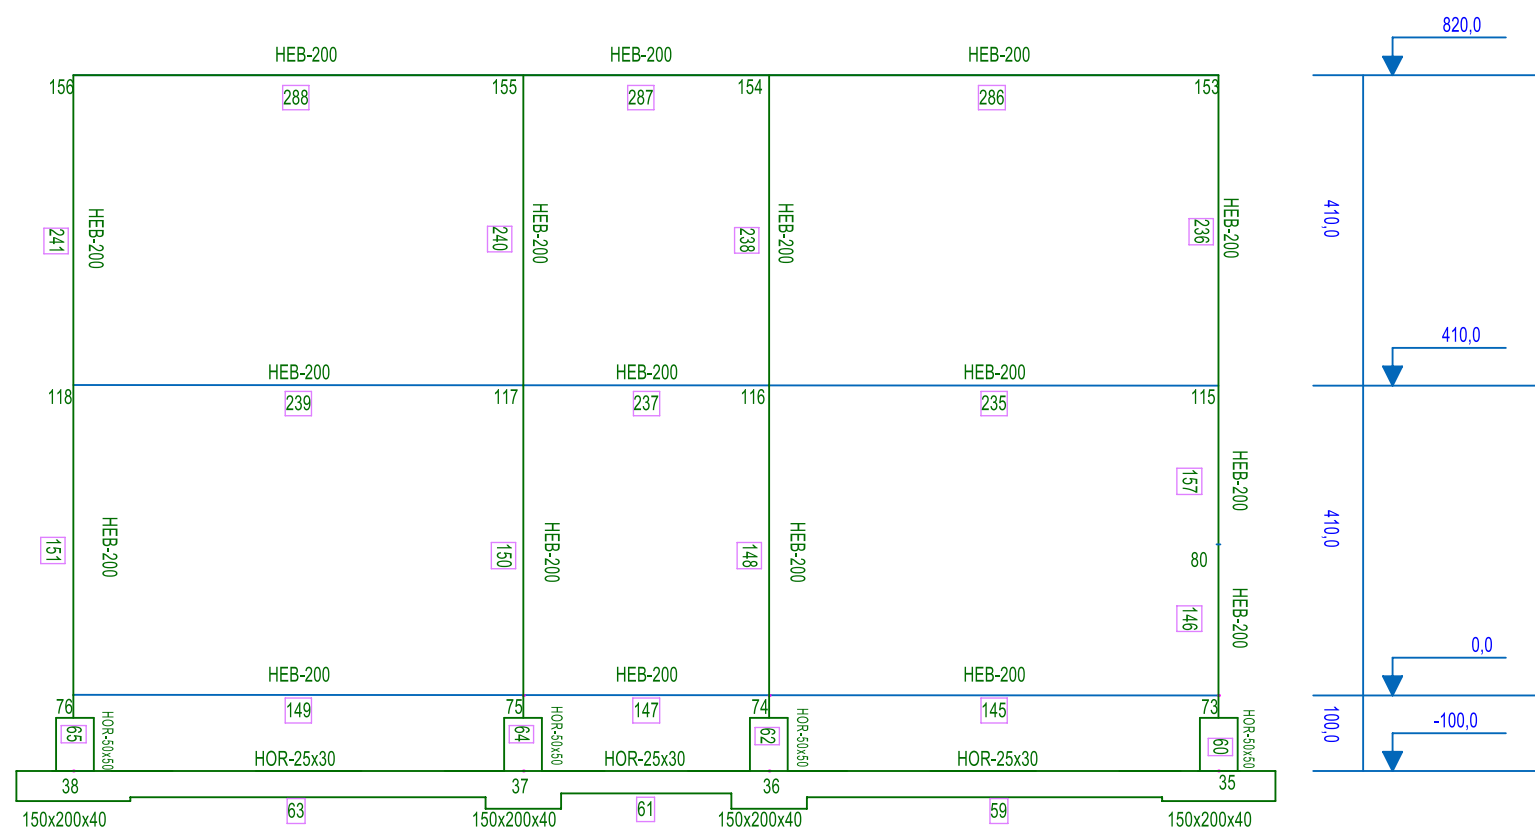 820,0
HEB-200 HEB-200 HEB-200
156 155 154 153
288 287 286
241 HEB-200 240 HEB-200 238 HEB-200 236 HEB-200 410,0
410,0
HEB-200 HEB-200 HEB-200
118 117 116 115
239 237 235
157 HEB-200
151 HEB-200 150 HEB-200 148 HEB-200 410,0
80
146 HEB-200
0,0
HEB-200 HEB-200 HEB-200
76 75 74 73
149 147 145
65 HOR-50x50 64 HOR-50x50 62 HOR-50x50 60 HOR-50x50 100,0 -100,0
HOR-25x30 HOR-25x30 HOR-25x30
38 37 36 35
63 61 59
150x200x40 150x200x40 150x200x40 150x200x40